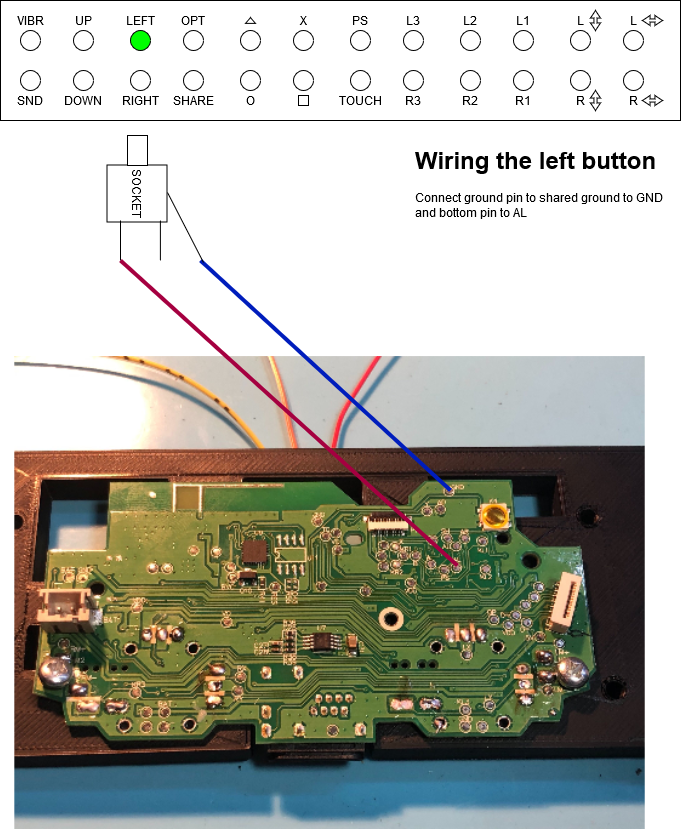 VIBR UP LEFT OPT △ X PS L3 L2 L1 L L
SND DOWN RIGHT SHARE O □ TOUCH R3 R2 R1 R R
SOCKET
Wiring the left button
Connect ground pin to shared ground to GND
and bottom pin to AL